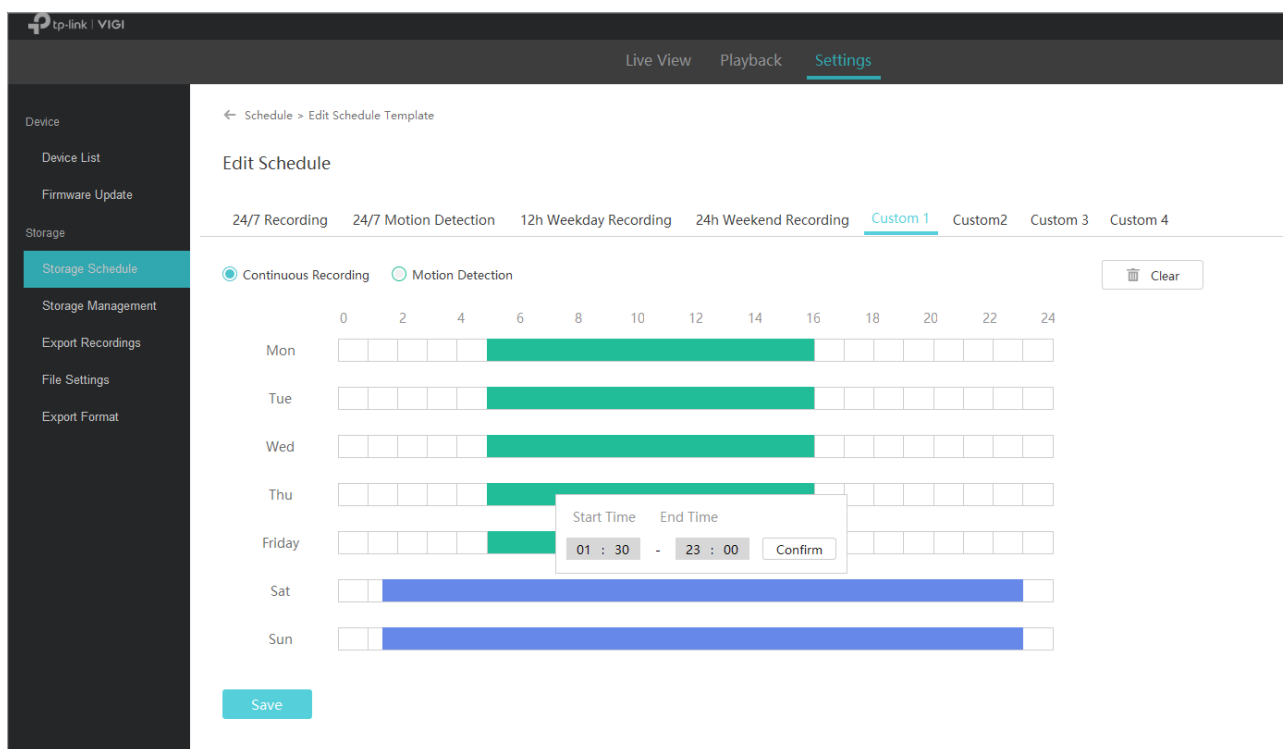 tp-link | VIGI
Live View Playback Settings
Device
Device List
Firmware Update
Storage
Storage Schedule
Storage Management
Export Recordings
File Settings
Export Format
← Schedule > Edit Schedule Template
Edit Schedule
24/7 Recording 24/7 Motion Detection 12h Weekday Recording 24h Weekend Recording Custom 1 Custom2 Custom 3 Custom 4
Continuous Recording Motion Detection Clear
0 2 4 6 8 10 12 14 16 18 20 22 24
Mon
Tue
Wed
Thu
Start Time End Time
Friday
01 : 30 - 23 : 00 Confirm
Sat
Sun
Save